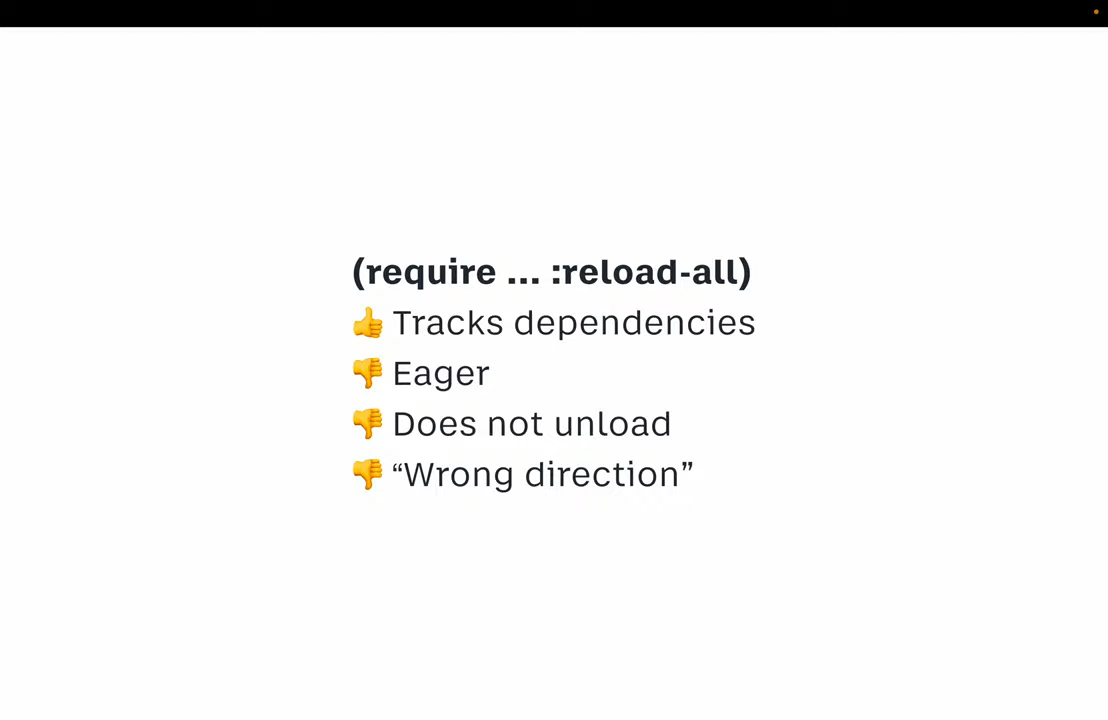 (require … :reload-all)
👍 Tracks dependencies
👎 Eager
👎 Does not unload
👎 “Wrong direction”